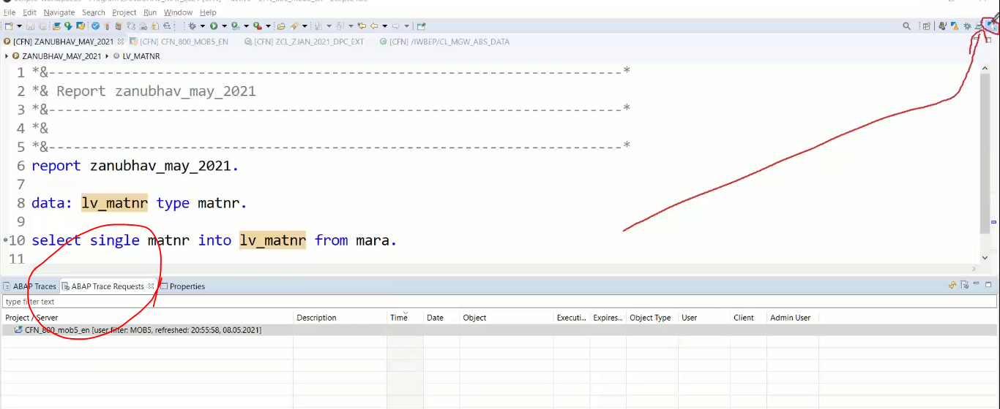 File Edit Navigate Search Project Run Window Help
[CFN] ZANUBHAV_MAY_2021 [CFN] CFN_800_MOB5_EN [CFN] ZCL_ZJAN_2021_DPC_EXT [CFN] /IWBEP/CL_MGW_ABS_DATA
ZANUBHAV_MAY_2021 LV_MATNR
1 *&---------------------------------------------------------------------*
2 *& Report zanubhav_may_2021
3 *&---------------------------------------------------------------------*
4 *&
5 *&---------------------------------------------------------------------*
6 report zanubhav_may_2021.
7
8 data: lv_matnr type matnr.
9
10 select single matnr into lv_matnr from mara.
11
ABAP Traces ABAP Trace Requests Properties
type filter text
Project / Server Description Time Date Object Executi... Expires... Object Type User Client Admin User
CFN_800_mob5_en [user filter: MOB5, refreshed: 20:55:58, 08.05.2021]